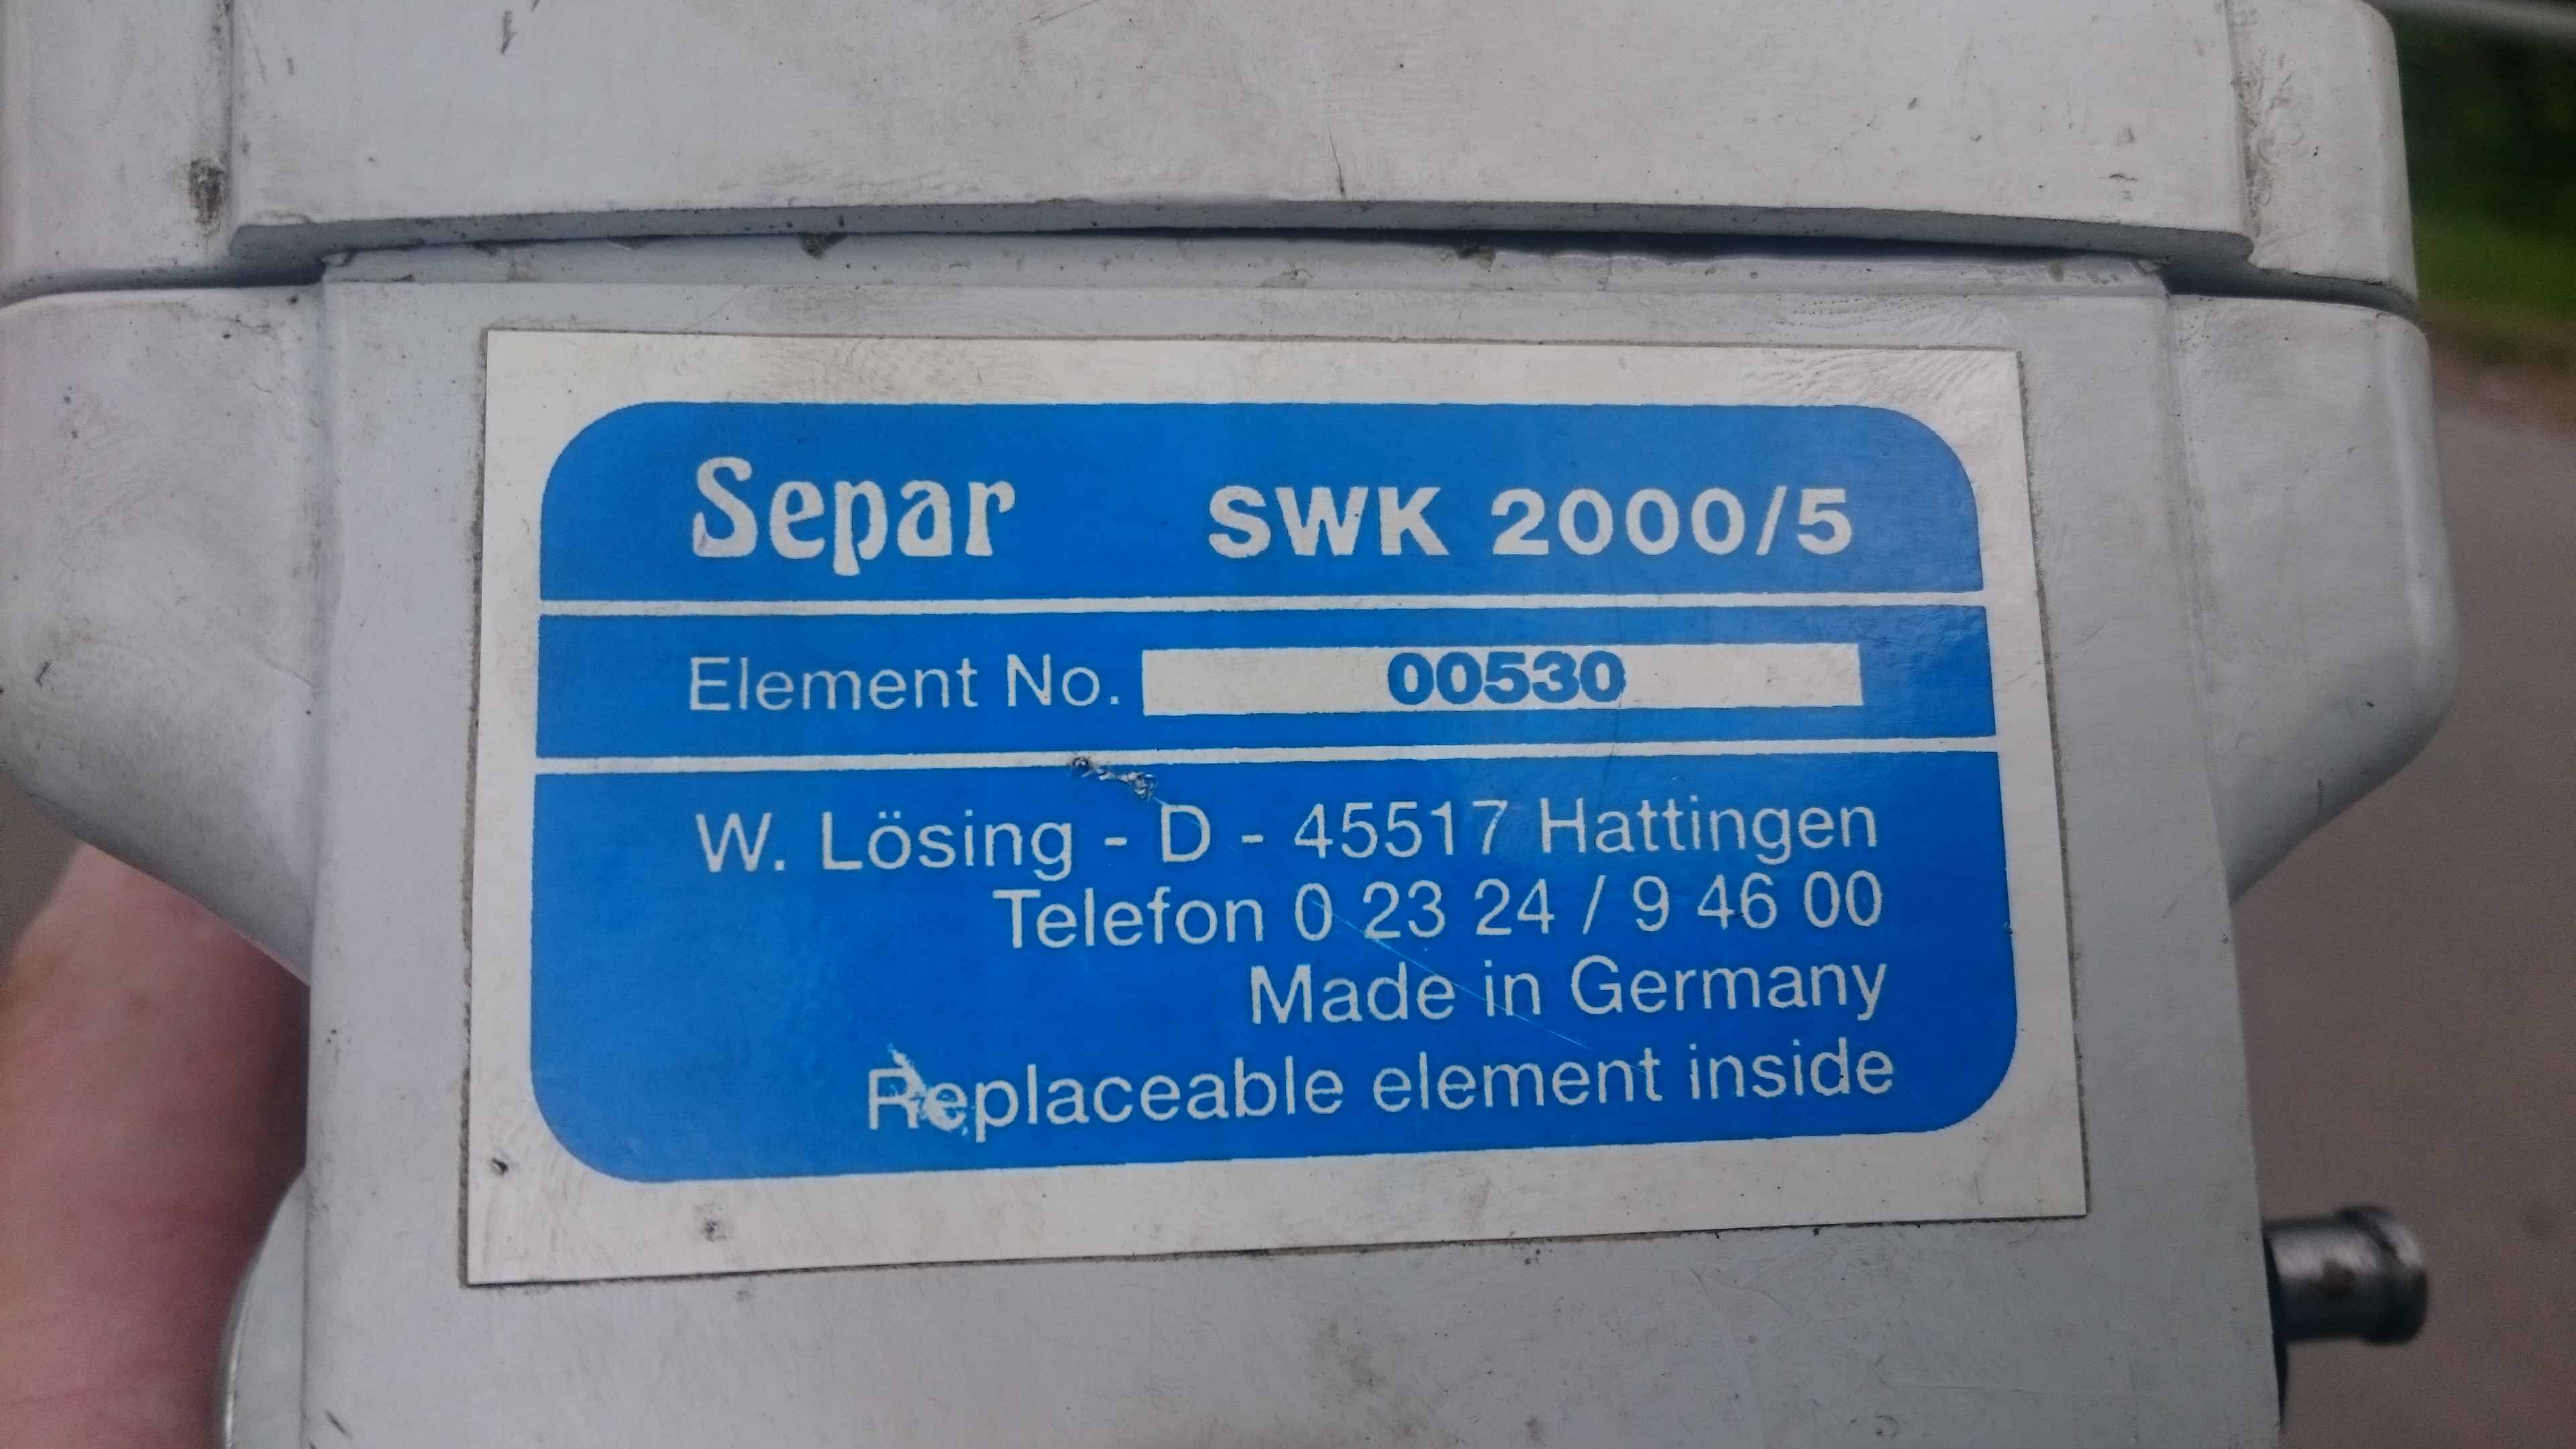 Separ SWK 2000/5
Element No. 00530
W. Lösing - D - 45517 Hattingen
Telefon 0 23 24 / 9 46 00
Made in Germany
Replaceable element inside